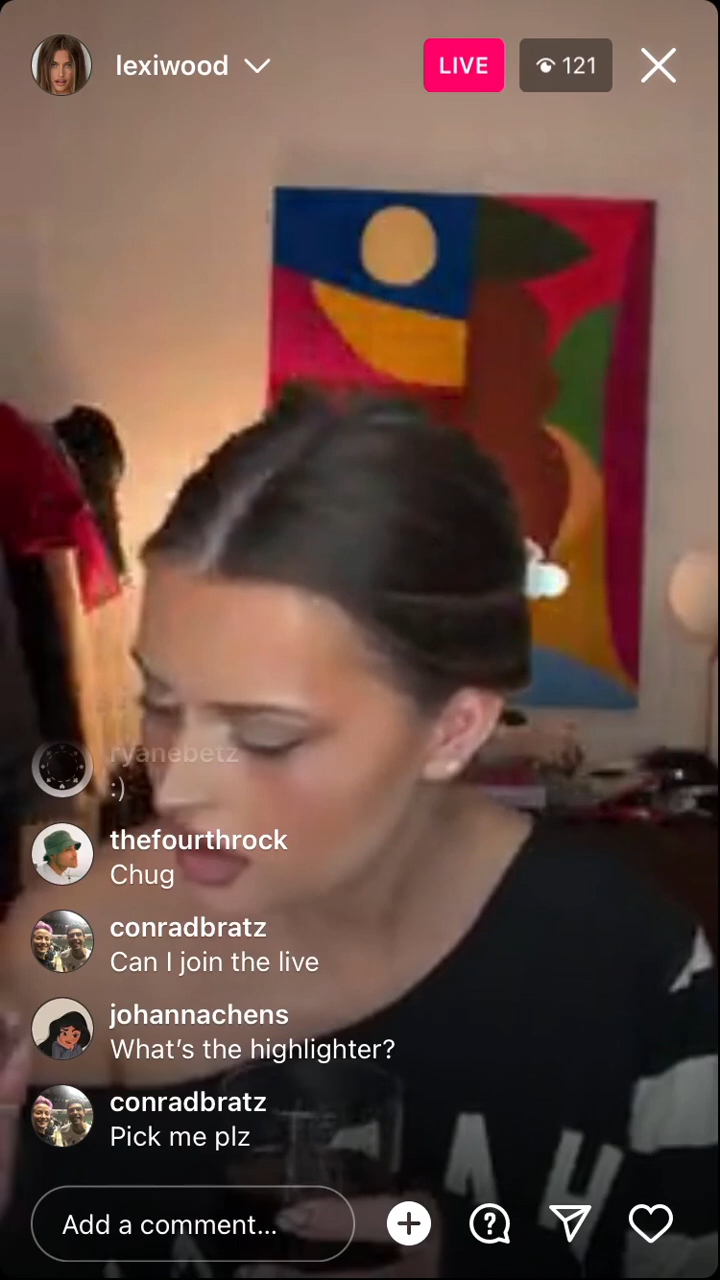 lexiwood
LIVE
121
ryanebetz
:)
thefourthrock
Chug
conradbratz
Can I join the live
johannachens
What's the highlighter?
conradbratz
Pick me plz
Add a comment...